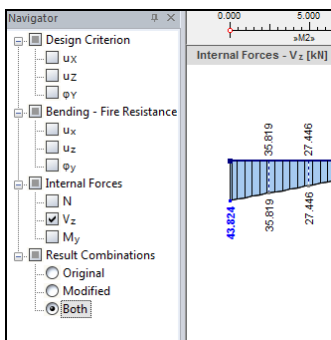 Navigator
Design Criterion
uX
uZ
φY
Bending - Fire Resistance
ux
uz
φy
Internal Forces
N
Vz
My
Result Combinations
Original
Modified
Both
0.000 5.000
»M2»
Internal Forces - Vz [kN]
35.819
27.446
43.824
35.819
27.446